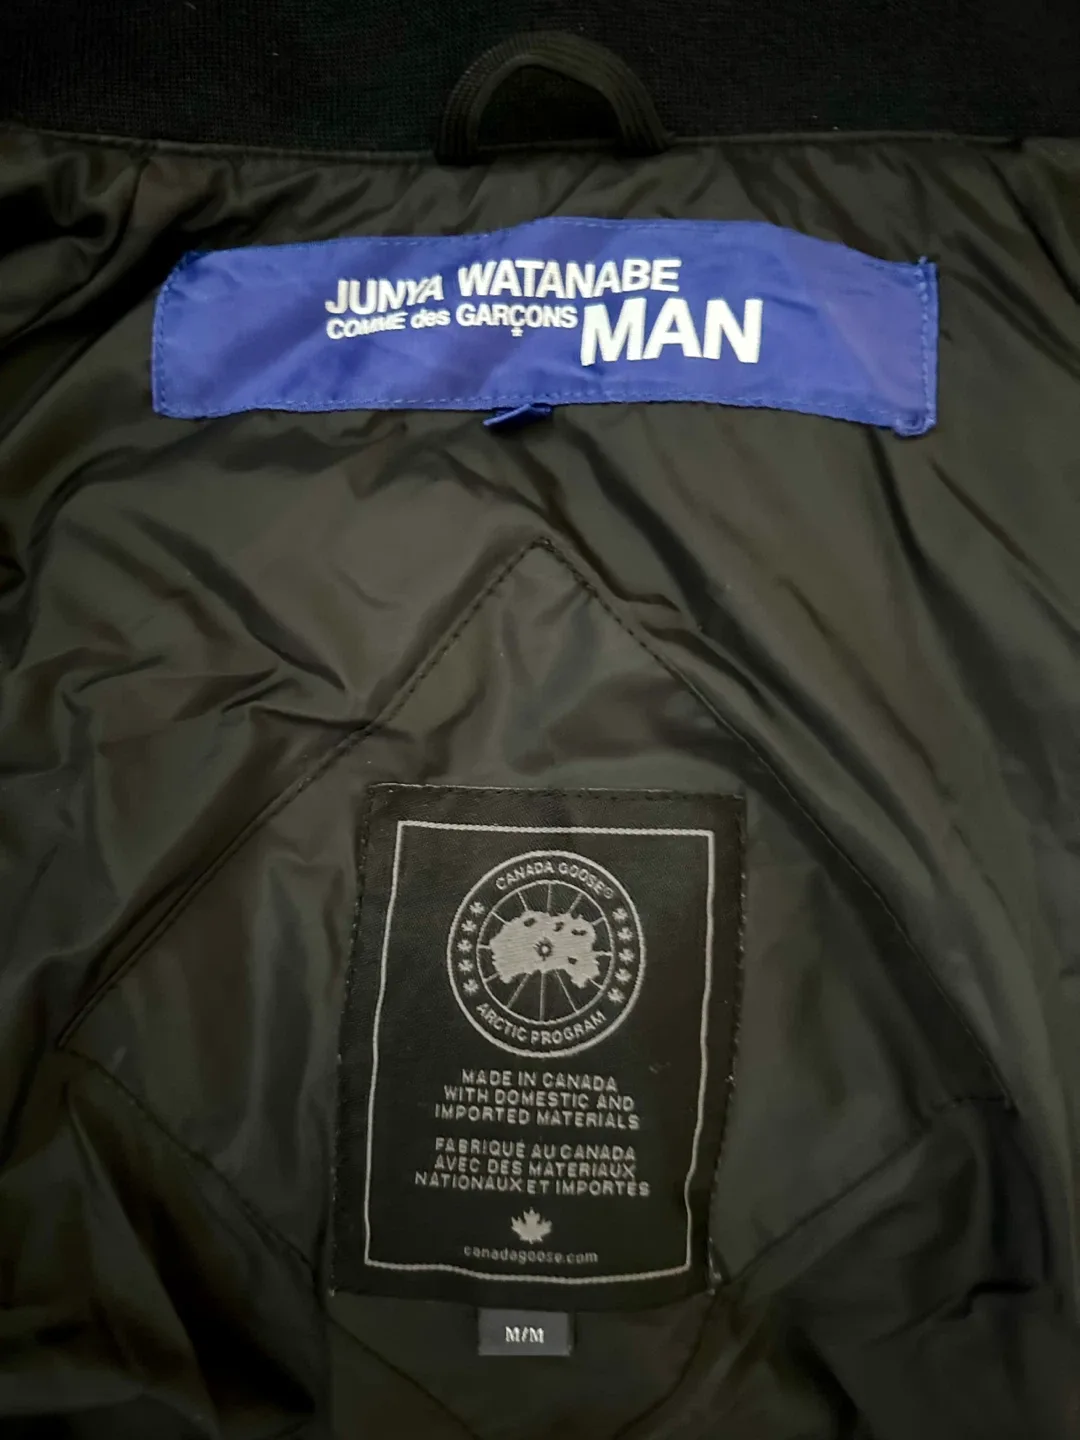 JUNYA WATANABE
COMME des GARÇONS MAN
CANADA GOOSE®
ARCTIC PROGRAM
MADE IN CANADA
WITH DOMESTIC AND
IMPORTED MATERIALS
FABRIQUÉ AU CANADA
AVEC DES MATERIAUX
NATIONAUX ET IMPORTÉS
canadagoose.com
M/M